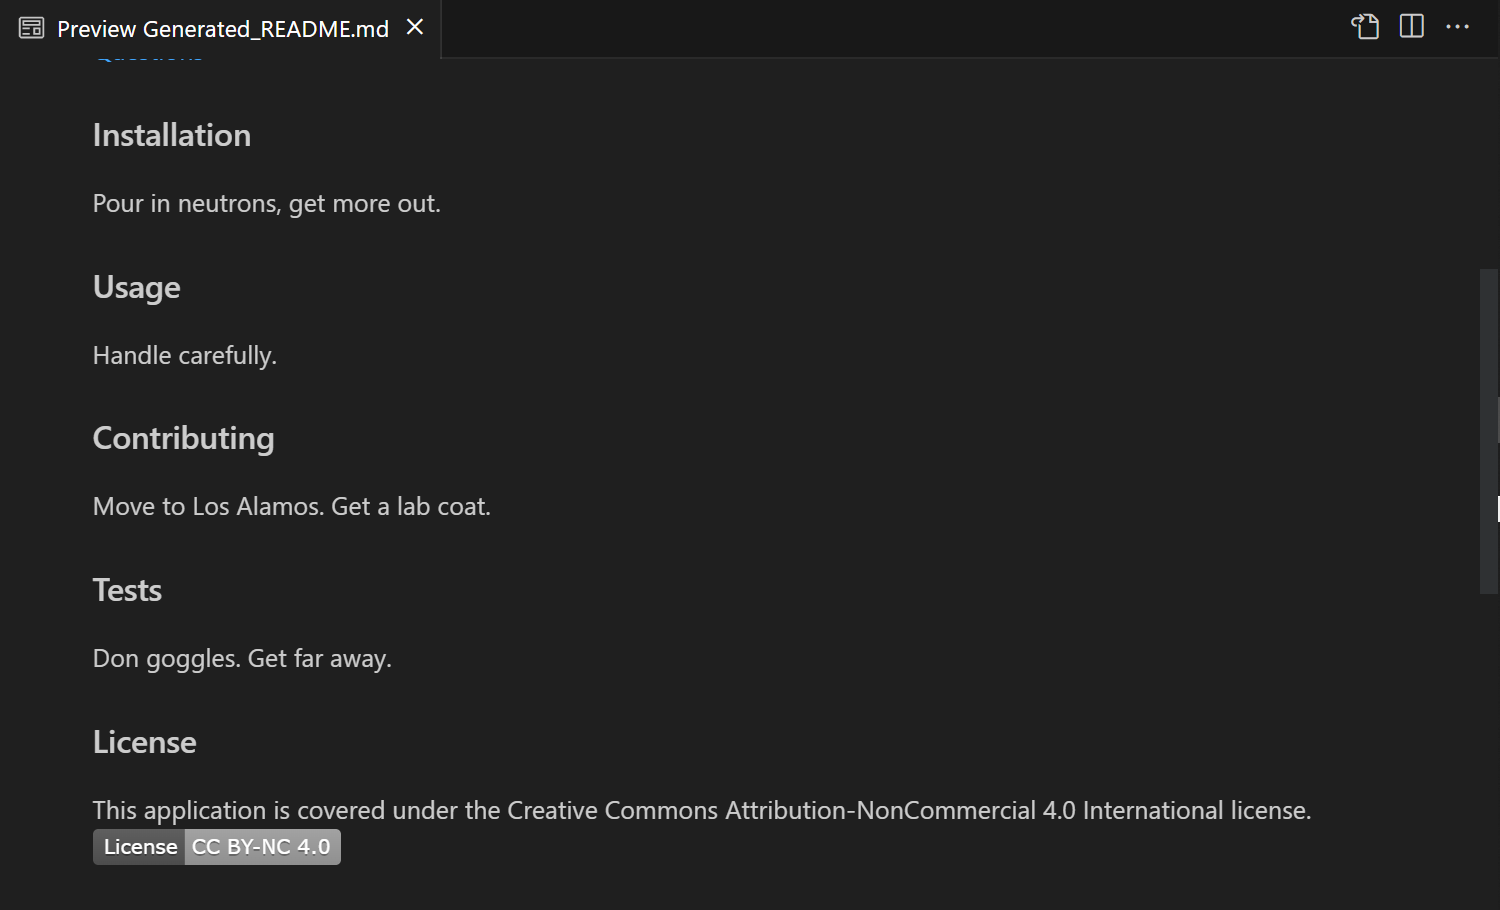 Preview Generated_README.md
Installation
Pour in neutrons, get more out.
Usage
Handle carefully.
Contributing
Move to Los Alamos. Get a lab coat.
Tests
Don goggles. Get far away.
License
This application is covered under the Creative Commons Attribution-NonCommercial 4.0 International license.
License CC BY-NC 4.0